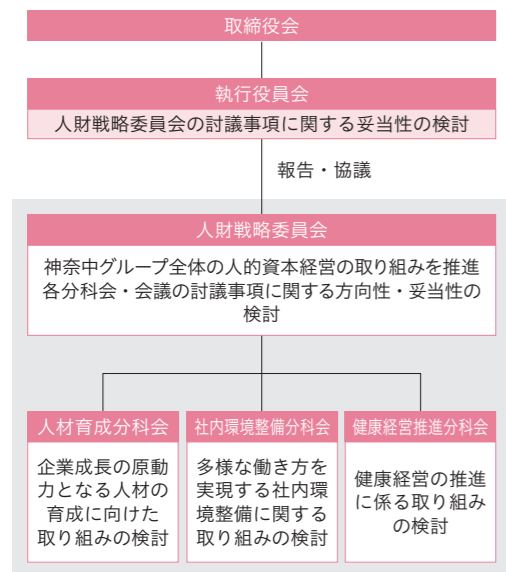 取締役会
執行役員会
人財戦略委員会の討議事項に関する妥当性の検討
報告・協議
人財戦略委員会
神奈中グループ全体の人的資本経営の取り組みを推進
各分科会・会議の討議事項に関する方向性・妥当性の
検討
人材育成分科会
企業成長の原動
力となる人材の
育成に向けた
取り組みの検討
社内環境整備分科会
多様な働き方を
実現する社内環
境整備に関する
取り組みの検討
健康経営推進分科会
健康経営の推進
に係る取り組み
の検討